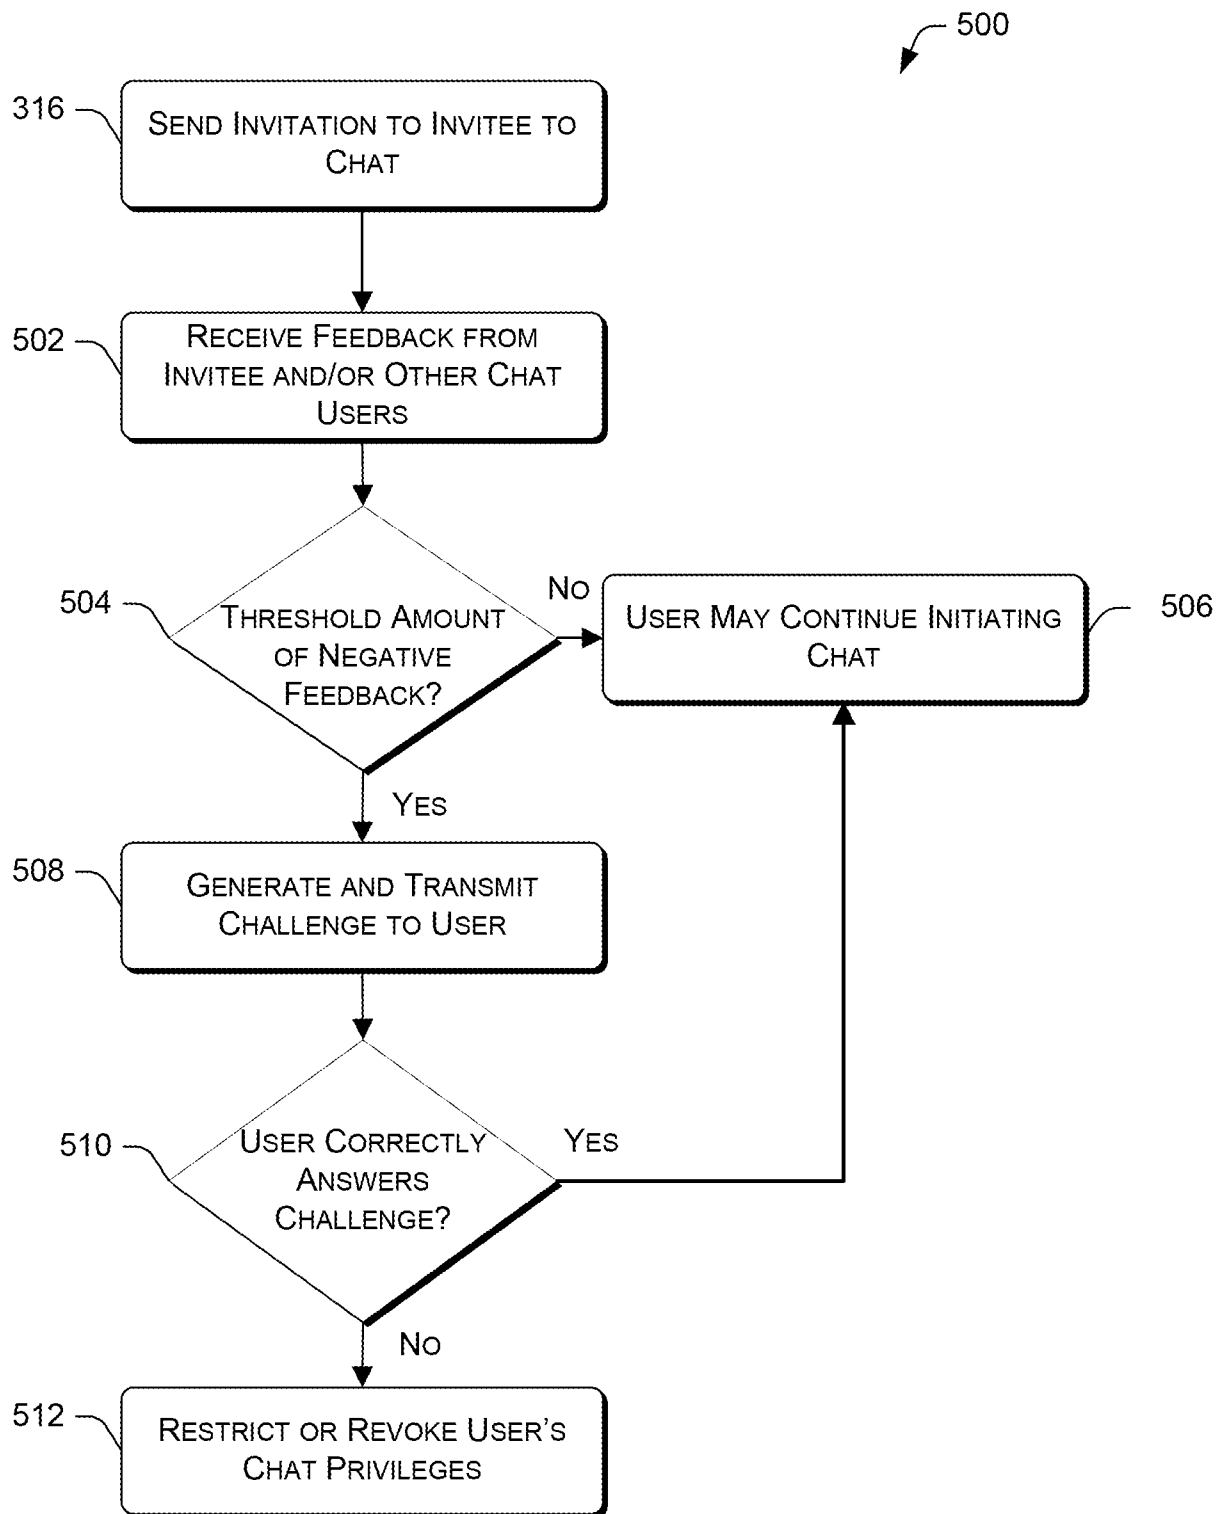 500
316
SEND INVITATION TO INVITEE TO
CHAT
502
RECEIVE FEEDBACK FROM
INVITEE AND/OR OTHER CHAT
USERS
504
THRESHOLD AMOUNT
OF NEGATIVE
FEEDBACK?
NO
USER MAY CONTINUE INITIATING
CHAT
506
YES
508
GENERATE AND TRANSMIT
CHALLENGE TO USER
510
USER CORRECTLY
ANSWERS
CHALLENGE?
YES
NO
512
RESTRICT OR REVOKE USER'S
CHAT PRIVILEGES